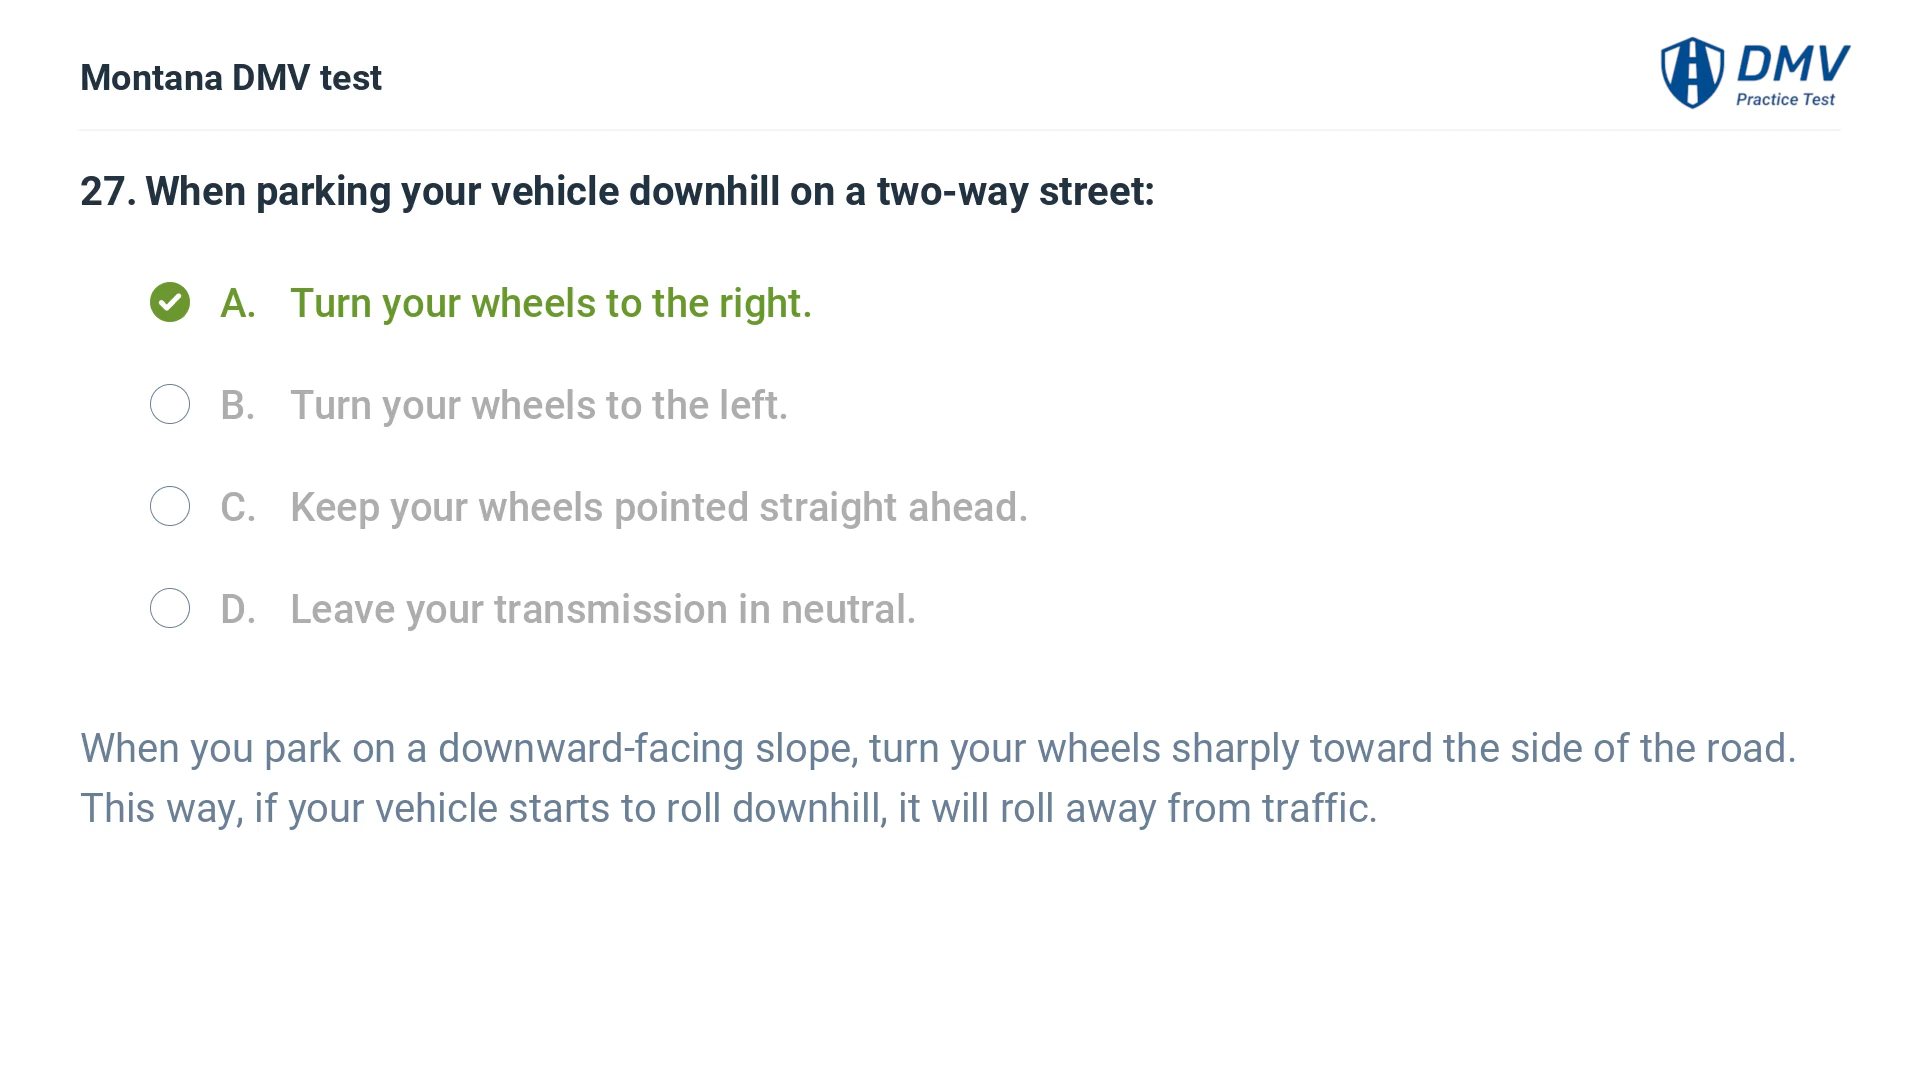 Montana DMV test
DMV
Practice Test
27. When parking your vehicle downhill on a two-way street:
A. Turn your wheels to the right.
B. Turn your wheels to the left.
C. Keep your wheels pointed straight ahead.
D. Leave your transmission in neutral.
When you park on a downward-facing slope, turn your wheels sharply toward the side of the road.
This way, if your vehicle starts to roll downhill, it will roll away from traffic.